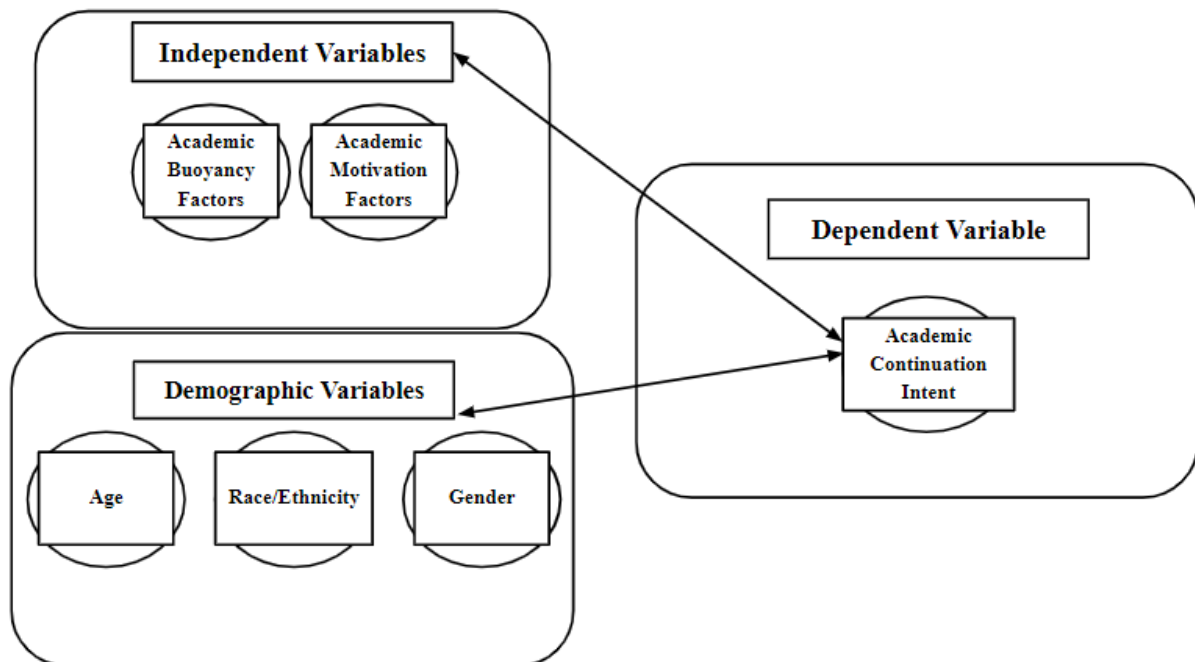 Independent Variables
Academic
Buoyancy
Factors
Academic
Motivation
Factors
Dependent Variable
Academic
Continuation
Intent
Demographic Variables
Age
Race/Ethnicity
Gender